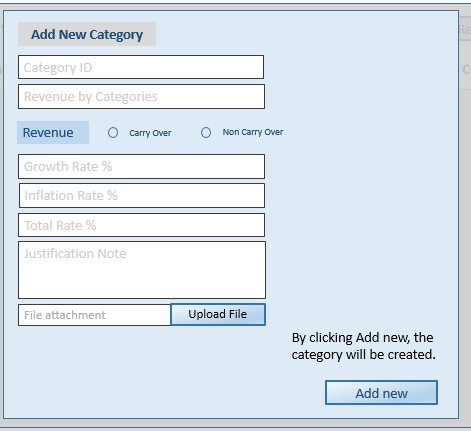 Add New Category
Category ID
Revenue by Categories
Revenue
Carry Over
Non Carry Over
Growth Rate %
Inflation Rate %
Total Rate %
Justification Note
File attachment
Upload File
By clicking Add new, the
category will be created.
Add new